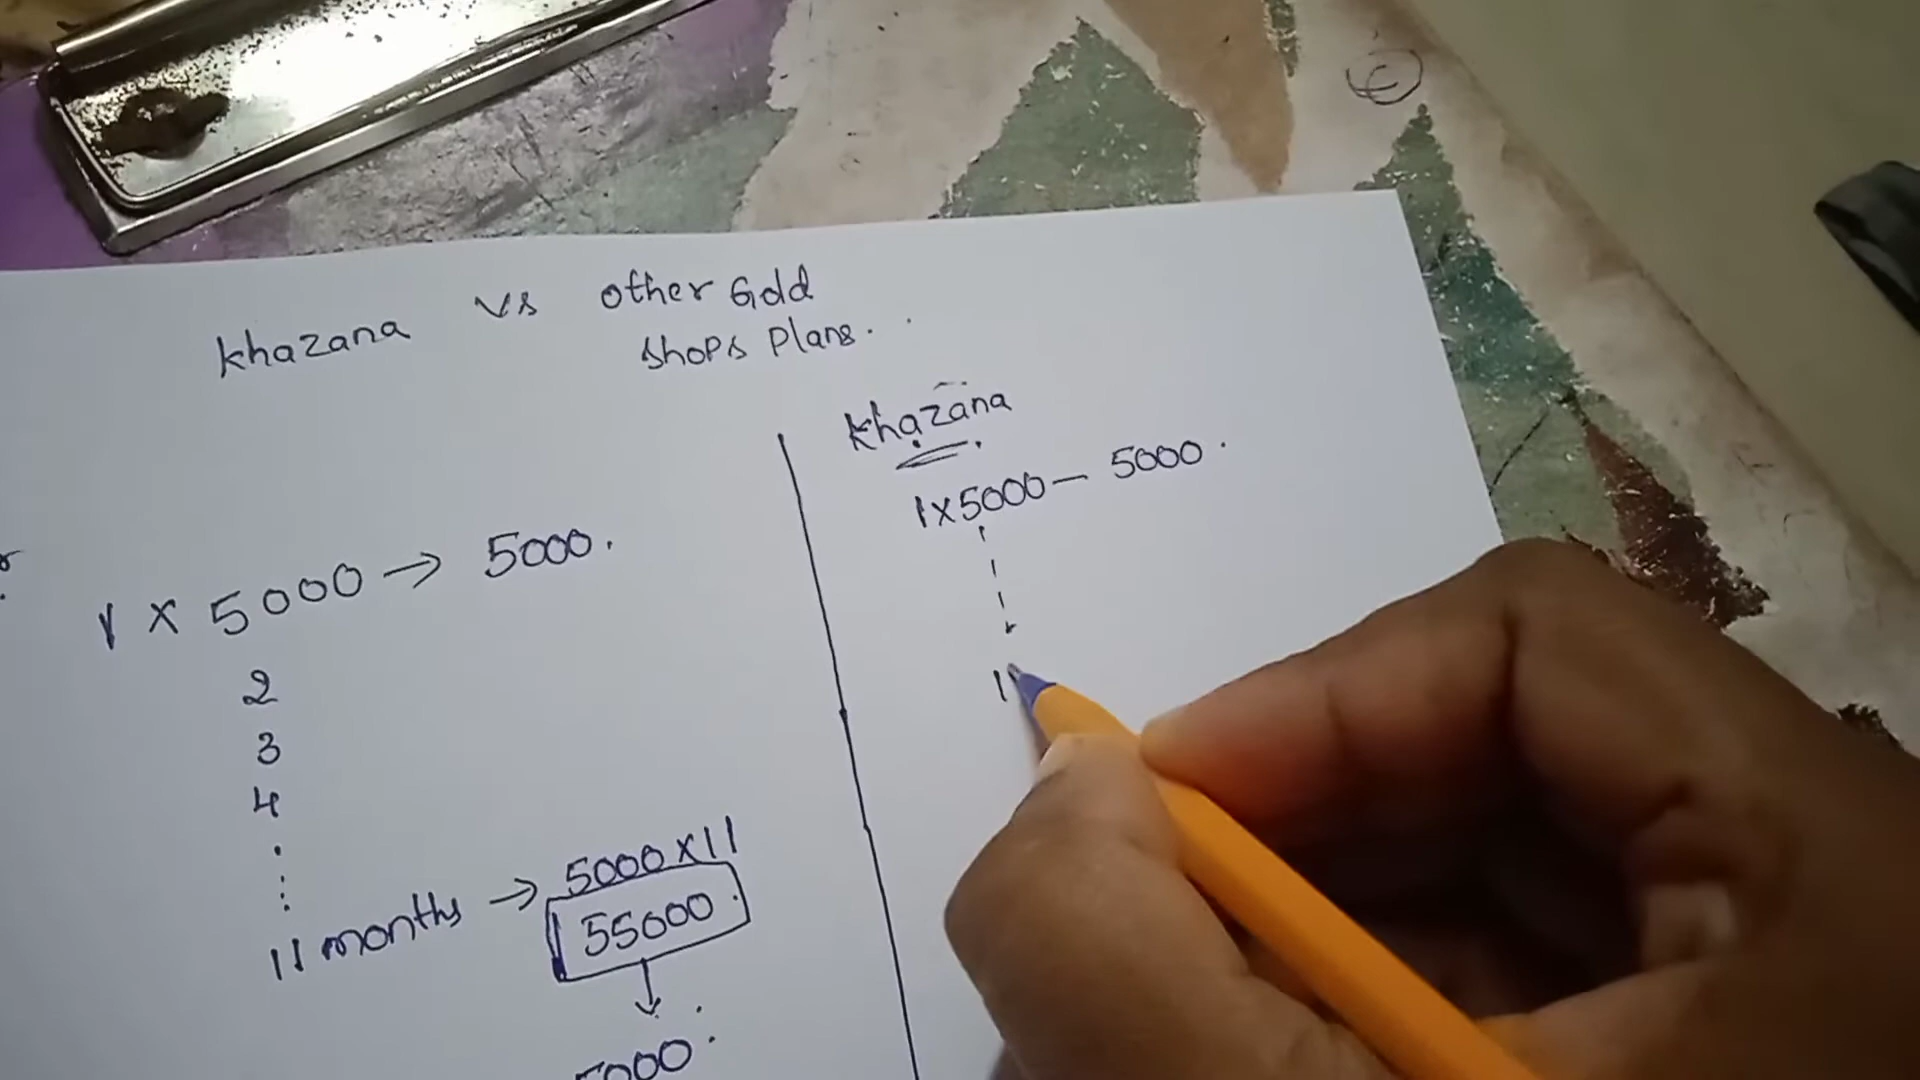 Khazana vs other Gold
shops Plans..
1 x 5000 → 5000.
2
3
4
11 months → 5000x11
55000.
Khazana
1x5000 - 5000.
1